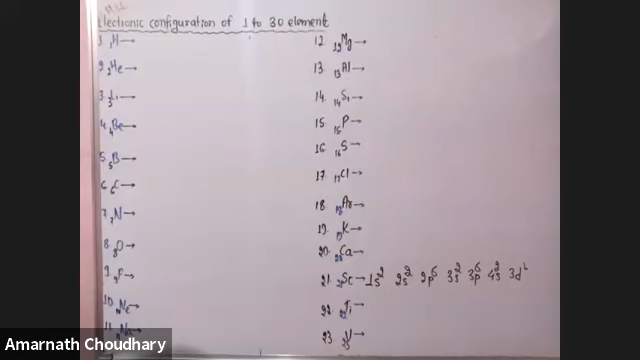 Electronic configuration of 1 to 30 element
1. ₁H→
2. ₂He→
3. ₃Li→
4. ₄Be→
5. ₅B→
6. ₆C→
7. ₇N→
8. ₈O→
9. ₉F→
10. Ne→
11. Na→
12. ₁₂Mg→
13. ₁₃Al→
14. ₁₄Si→
15. ₁₅P→
16. ₁₆S→
17. ₁₇Cl→
18. ₁₈Ar→
19. ₁₉K→
20. ₂₀Ca→
21. ₂₁Sc→ 1s² 2s² 2p⁶ 3s² 3p⁶ 4s² 3d¹
22. ₂₂Ti→
23. ₂₃V→
Amarnath Choudhary